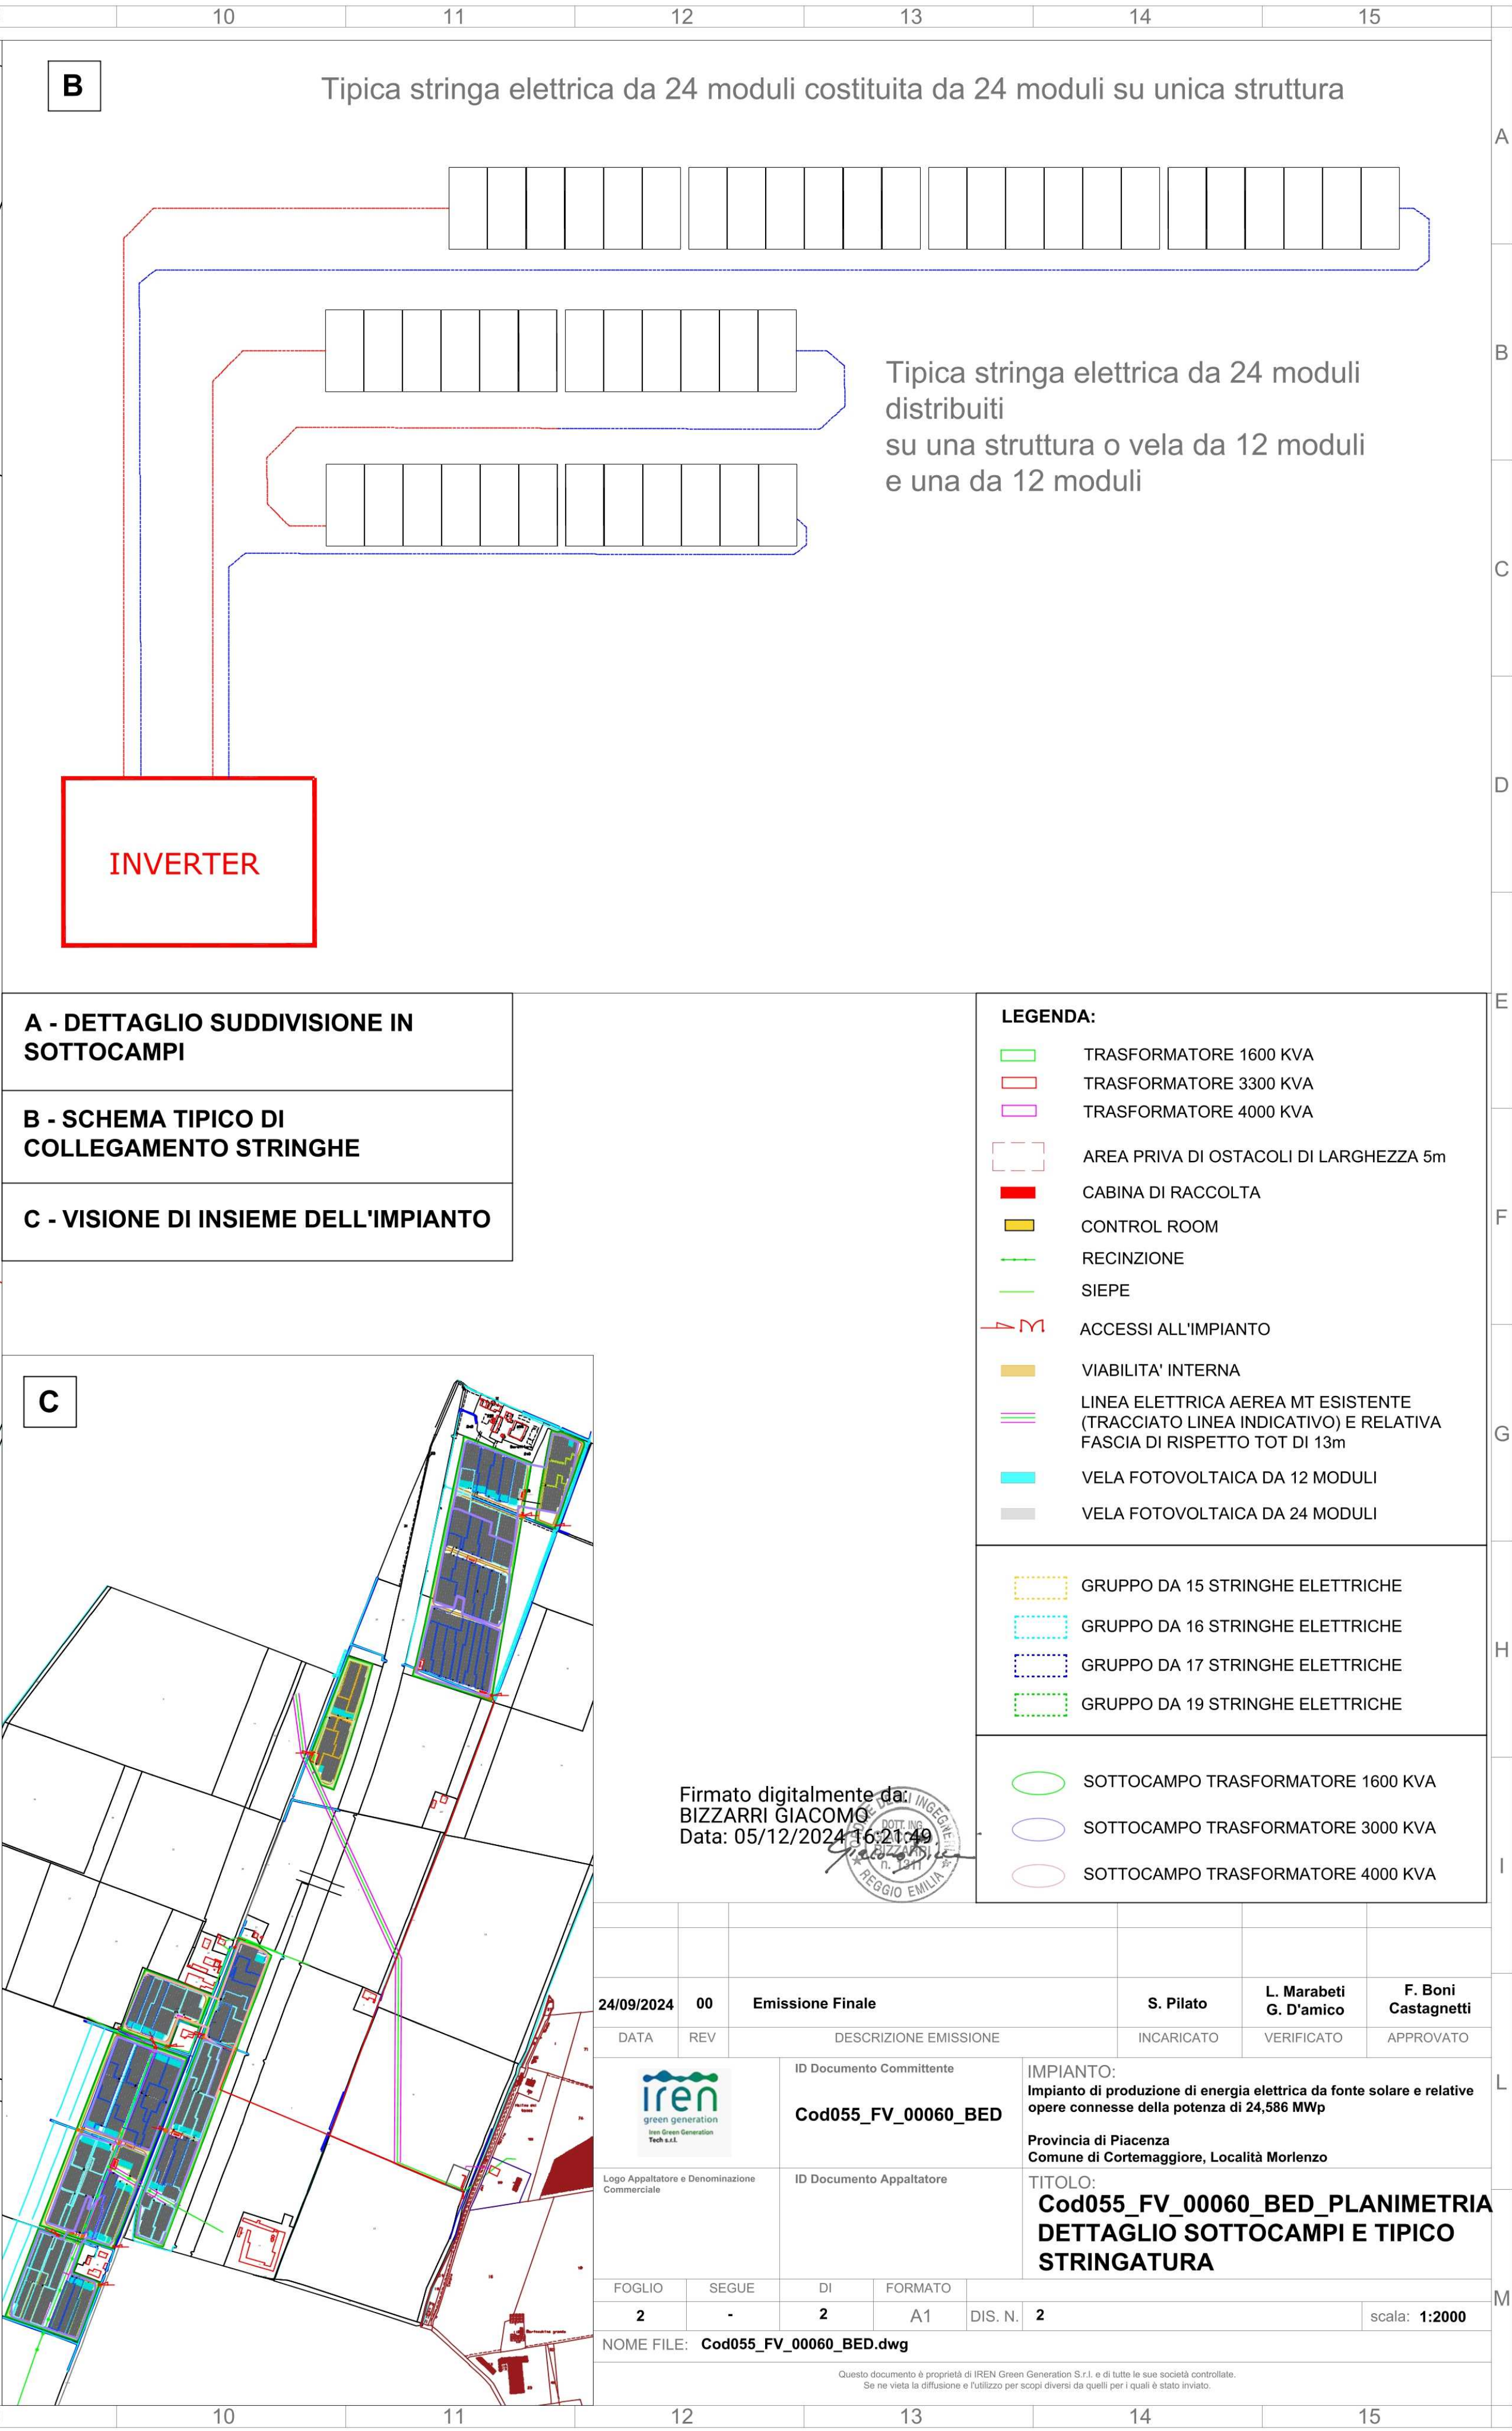 10 11 12 13 14 15
B
Tipica stringa elettrica da 24 moduli costituita da 24 moduli su unica struttura
A
B
Tipica stringa elettrica da 24 moduli
distribuiti
su una struttura o vela da 12 moduli
e una da 12 moduli
C
D
INVERTER
E
A - DETTAGLIO SUDDIVISIONE IN
SOTTOCAMPI
B - SCHEMA TIPICO DI
COLLEGAMENTO STRINGHE
C - VISIONE DI INSIEME DELL'IMPIANTO
LEGENDA:
TRASFORMATORE 1600 KVA
TRASFORMATORE 3300 KVA
TRASFORMATORE 4000 KVA
AREA PRIVA DI OSTACOLI DI LARGHEZZA 5m
CABINA DI RACCOLTA
F
CONTROL ROOM
RECINZIONE
SIEPE
ACCESSI ALL'IMPIANTO
VIABILITA' INTERNA
LINEA ELETTRICA AEREA MT ESISTENTE
(TRACCIATO LINEA INDICATIVO) E RELATIVA
FASCIA DI RISPETTO TOT DI 13m
G
VELA FOTOVOLTAICA DA 12 MODULI
VELA FOTOVOLTAICA DA 24 MODULI
GRUPPO DA 15 STRINGHE ELETTRICHE
GRUPPO DA 16 STRINGHE ELETTRICHE
H
GRUPPO DA 17 STRINGHE ELETTRICHE
GRUPPO DA 19 STRINGHE ELETTRICHE
SOTTOCAMPO TRASFORMATORE 1600 KVA
SOTTOCAMPO TRASFORMATORE 3000 KVA
SOTTOCAMPO TRASFORMATORE 4000 KVA
I
C
Firmato digitalmente da:
BIZZARRI GIACOMO
Data: 05/12/2024 16:21:49
DOTT. ING.
BIZZARRI
n. 1311
REGGIO EMILIA
24/09/2024 00 Emissione Finale S. Pilato L. Marabeti G. D'amico F. Boni Castagnetti
DATA REV DESCRIZIONE EMISSIONE INCARICATO VERIFICATO APPROVATO
L
iren
green generation
Iren Green Generation
Tech s.r.l.
ID Documento Committente
Cod055_FV_00060_BED
IMPIANTO:
Impianto di produzione di energia elettrica da fonte solare e relative
opere connesse della potenza di 24,586 MWp
Provincia di Piacenza
Comune di Cortemaggiore, Località Morlenzo
Logo Appaltatore e Denominazione
Commerciale
ID Documento Appaltatore
TITOLO:
Cod055_FV_00060_BED_PLANIMETRIA
DETTAGLIO SOTTOCAMPI E TIPICO
STRINGATURA
M
FOGLIO SEGUE DI FORMATO
2 - 2 A1 DIS. N. 2 scala: 1:2000
NOME FILE: Cod055_FV_00060_BED.dwg
Questo documento è proprietà di IREN Green Generation S.r.l. e di tutte le sue società controllate.
Se ne vieta la diffusione e l'utilizzo per scopi diversi da quelli per i quali è stato inviato.
10 11 12 13 14 15